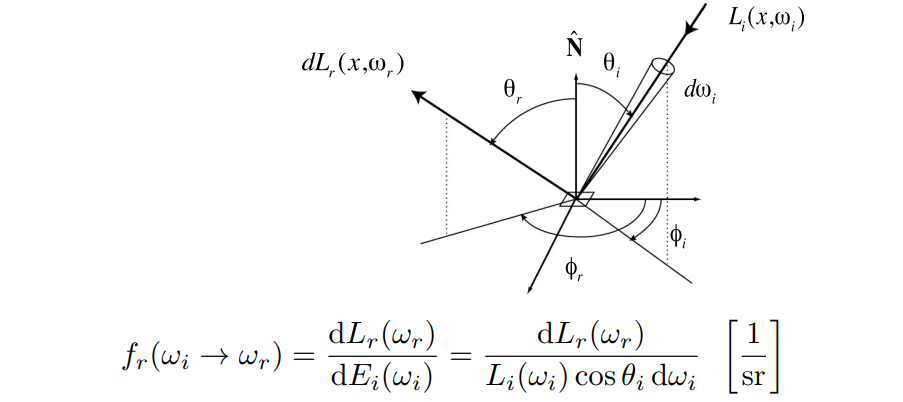 L_i(x,ω_i)
N̂
dL_r(x,ω_r)
θ_i
θ_r
dω_i
ϕ_i
ϕ_r
f_r(ω_i → ω_r) = dL_r(ω_r) / dE_i(ω_i) = dL_r(ω_r) / L_i(ω_i) cos θ_i dω_i [1/sr]